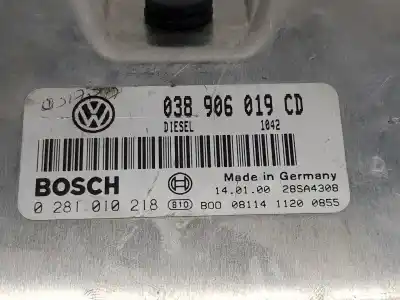 038 906 019 CD
DIESEL 1042
BOSCH
Made in Germany
14.01.00 28SA4308
0 281 010 218 B10 B00 08114 1120 0855